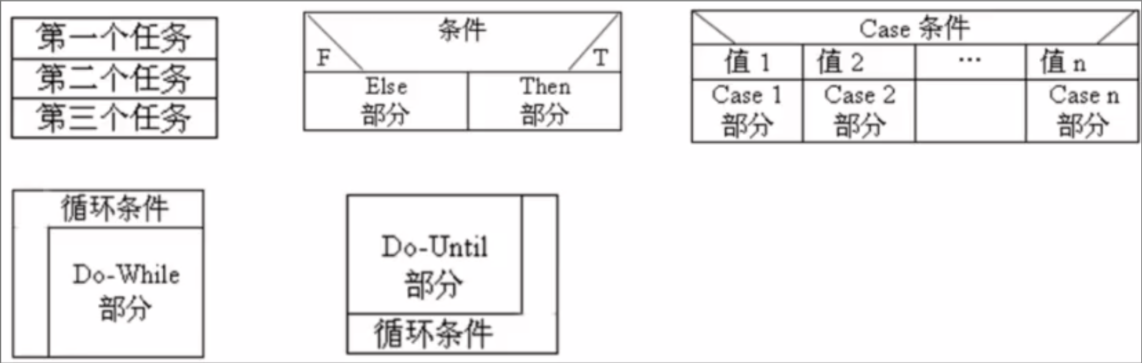 第一个任务
第二个任务
第三个任务
条件
F
T
Else
部分
Then
部分
Case 条件
值 1
值 2
…
值 n
Case 1
部分
Case 2
部分
Case n
部分
循环条件
Do-While
部分
Do-Until
部分
循环条件